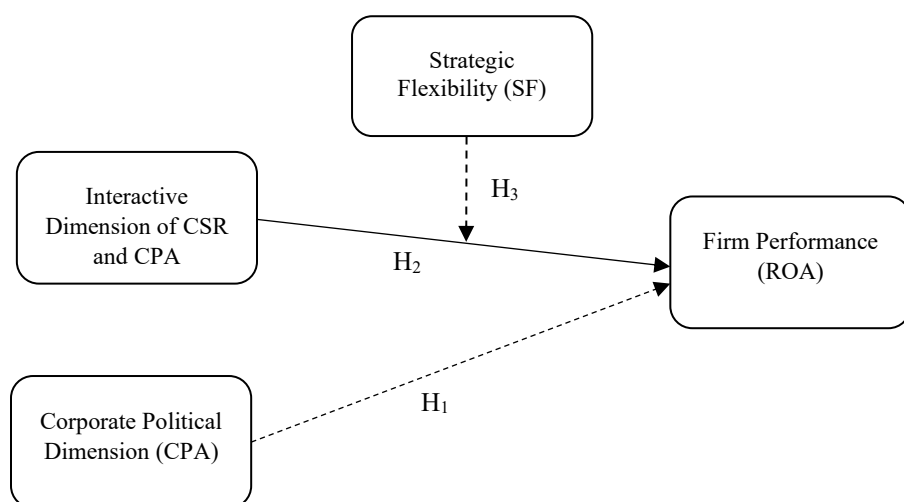 Strategic
Flexibility (SF)
H₃
Interactive
Dimension of CSR
and CPA
H₂
Firm Performance
(ROA)
H₁
Corporate Political
Dimension (CPA)